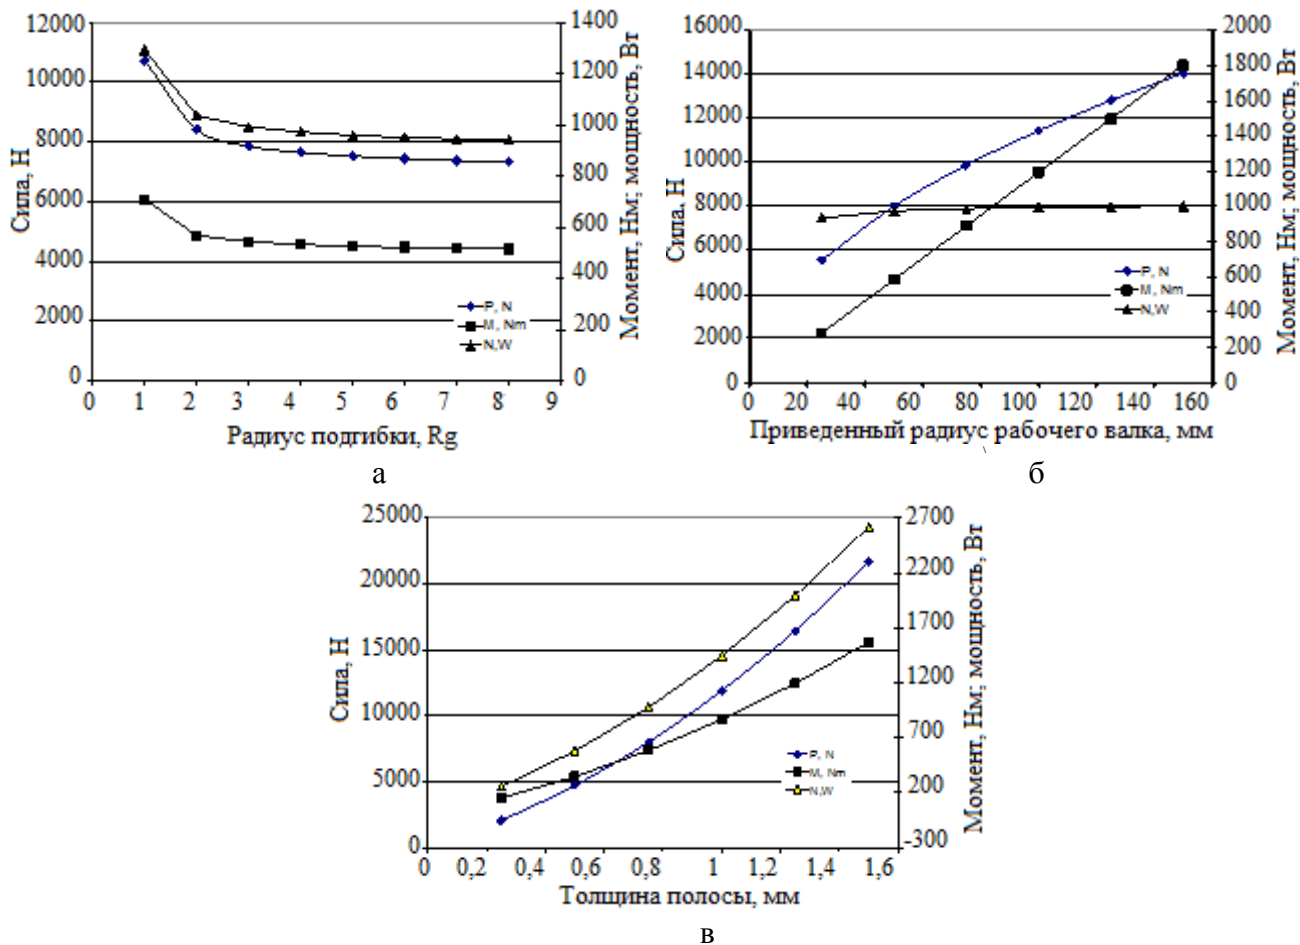 12000
10000
8000
6000
4000
2000
0
Сила, Н
1400
1200
1000
800
600
400
200
0
Момент, Нм; мощность, Вт
P, N
M, Nm
N,W
0 1 2 3 4 5 6 7 8 9
Радиус подгибки, Rg
а
16000
14000
12000
10000
8000
6000
4000
2000
0
Сила, Н
2000
1800
1600
1400
1200
1000
800
600
400
200
0
Момент, Нм; мощность, Вт
P, N
M, Nm
N,W
0 20 40 60 80 100 120 140 160
Приведенный радиус рабочего валка, мм
б
25000
20000
15000
10000
5000
0
Сила, Н
2700
2200
1700
1200
700
200
-300
Момент, Нм; мощность, Вт
P, N
M, Nm
N,W
0 0,2 0,4 0,6 0,8 1 1,2 1,4 1,6
Толщина полосы, мм
в